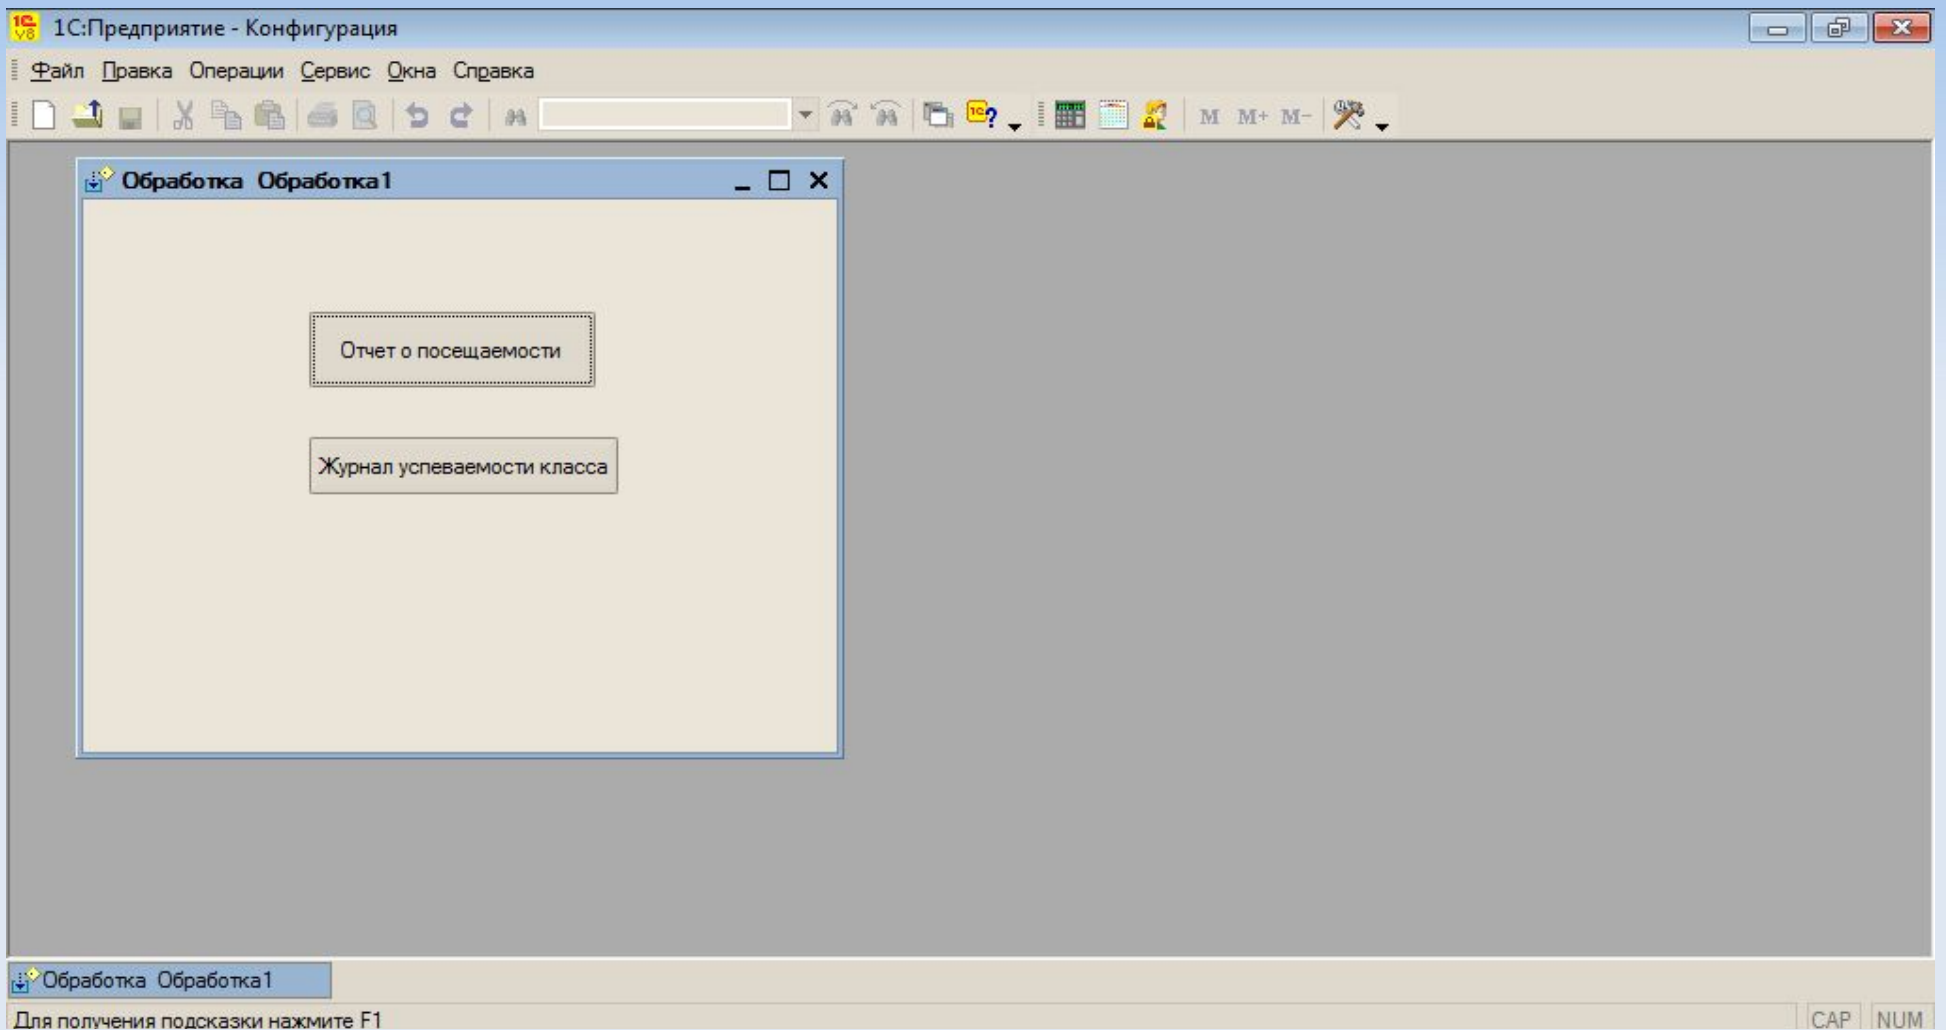 1С:Предприятие - Конфигурация
Файл Правка Операции Сервис Окна Справка
M M+ M-
Обработка Обработка1
Отчет о посещаемости
Журнал успеваемости класса
Обработка Обработка1
Для получения подсказки нажмите F1
CAP NUM